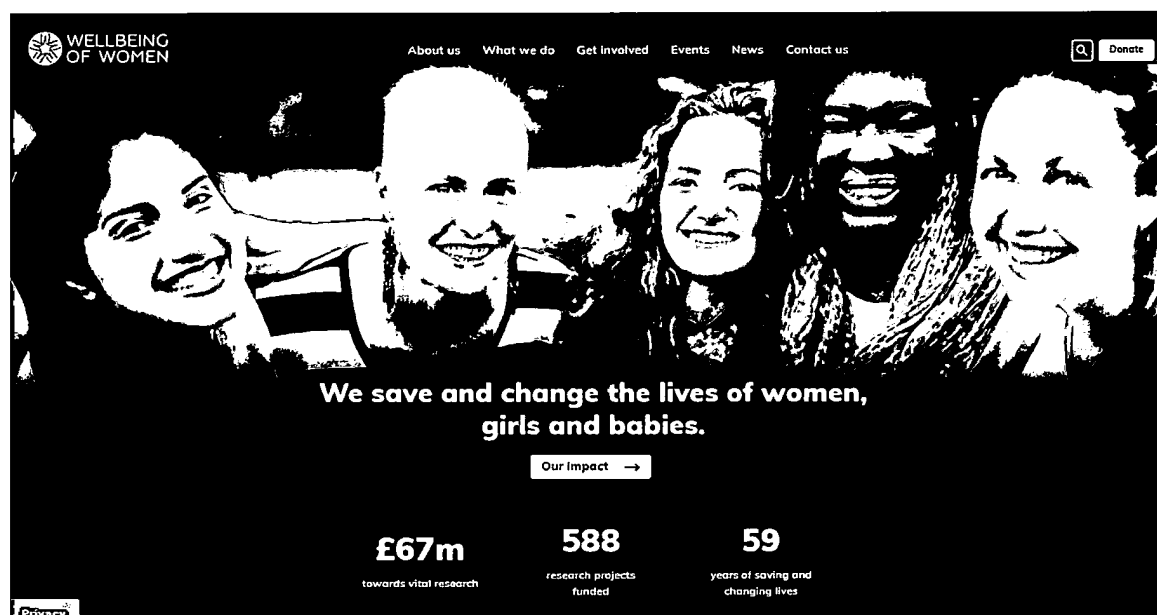 WELLBEING
OF WOMEN
About us What we do Get Involved Events News Contact us
Donate
We save and change the lives of women,
girls and babies.
Our Impact →
£67m
towards vital research
588
research projects
funded
59
years of saving and
changing lives
Privacy